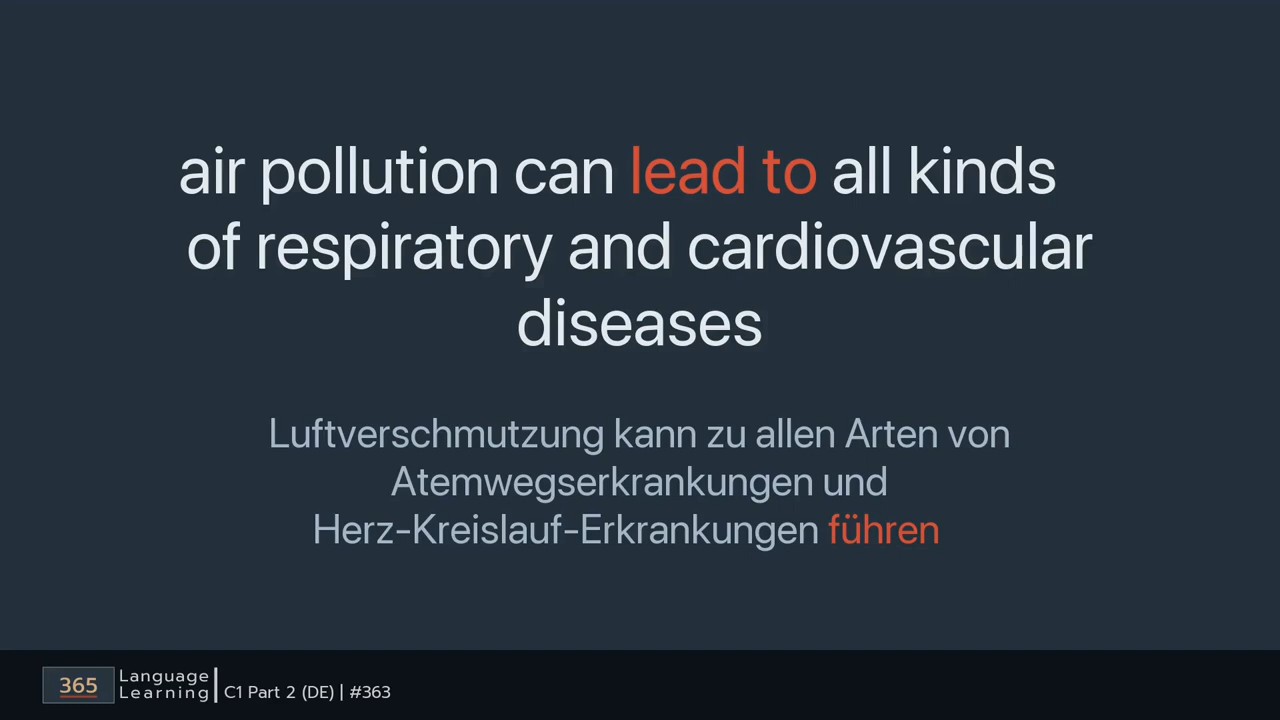 air pollution can lead to all kinds
of respiratory and cardiovascular
diseases
Luftverschmutzung kann zu allen Arten von
Atemwegserkrankungen und
Herz-Kreislauf-Erkrankungen führen
365
Language
Learning
C1 Part 2 (DE) | #363